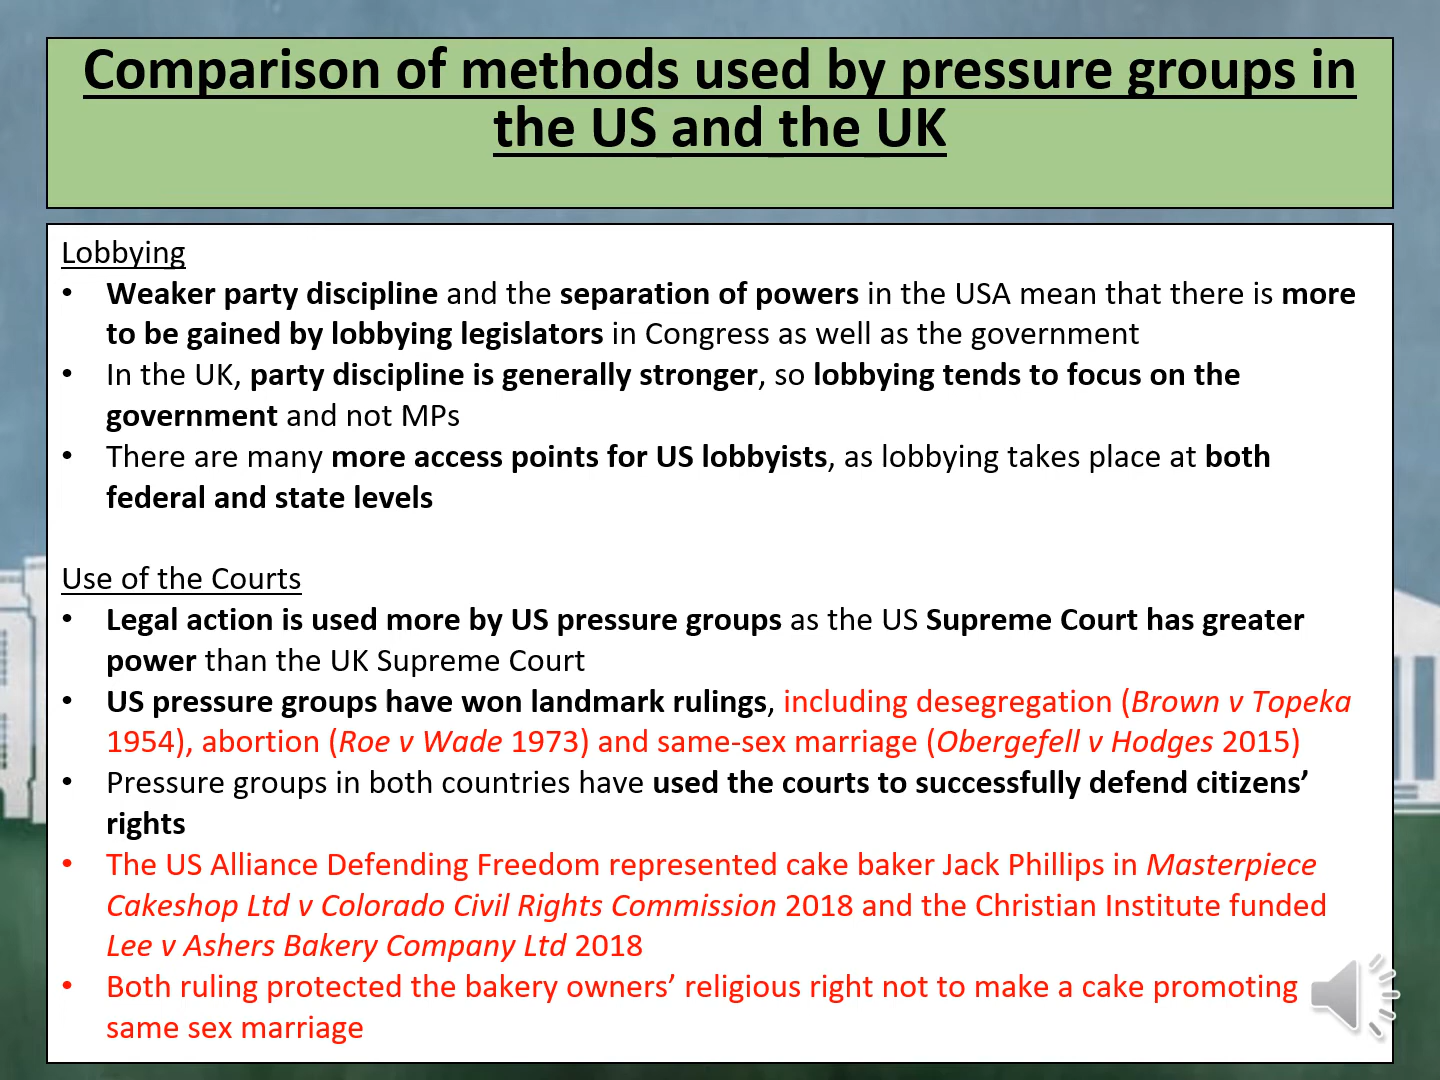 Comparison of methods used by pressure groups in
the US and the UK
Lobbying
• Weaker party discipline and the separation of powers in the USA mean that there is more
to be gained by lobbying legislators in Congress as well as the government
• In the UK, party discipline is generally stronger, so lobbying tends to focus on the
government and not MPs
• There are many more access points for US lobbyists, as lobbying takes place at both
federal and state levels
Use of the Courts
• Legal action is used more by US pressure groups as the US Supreme Court has greater
power than the UK Supreme Court
• US pressure groups have won landmark rulings, including desegregation (Brown v Topeka
1954), abortion (Roe v Wade 1973) and same-sex marriage (Obergefell v Hodges 2015)
• Pressure groups in both countries have used the courts to successfully defend citizens’
rights
• The US Alliance Defending Freedom represented cake baker Jack Phillips in Masterpiece
Cakeshop Ltd v Colorado Civil Rights Commission 2018 and the Christian Institute funded
Lee v Ashers Bakery Company Ltd 2018
• Both ruling protected the bakery owners’ religious right not to make a cake promoting
same sex marriage